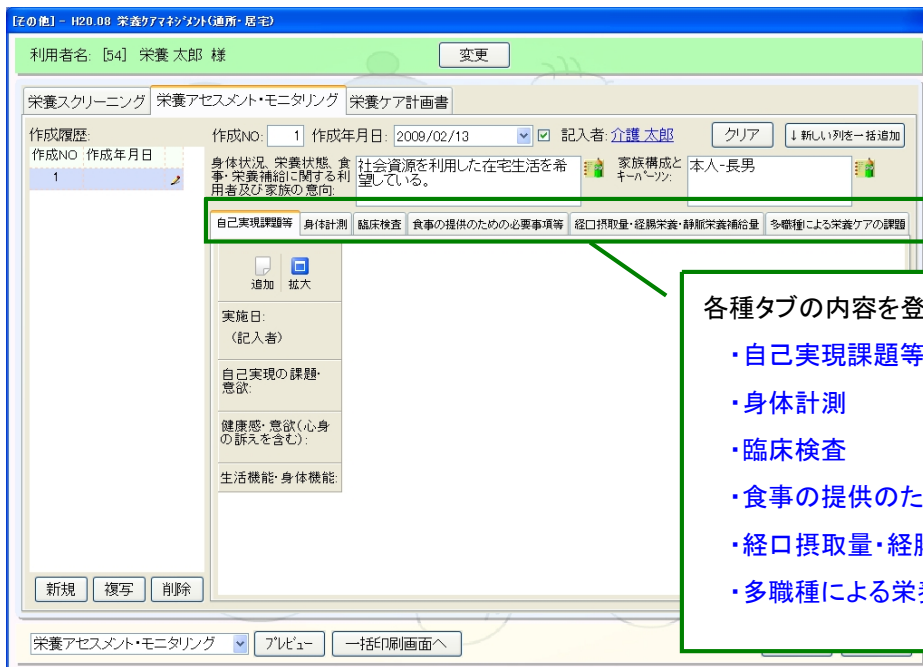 [その他] - H20.08 栄養ケアマネジメント(通所・居宅)
利用者名: [54] 栄養 太郎 様
変更
栄養スクリーニング 栄養アセスメント・モニタリング 栄養ケア計画書
作成履歴:
作成NO 作成年月日
1
作成NO: 1 作成年月日: 2009/02/13 記入者: 介護 太郎 クリア ↓新しい列を一括追加
身体状況、栄養状態、食
事・栄養補給に関する利
用者及び家族の意向:
社会資源を利用した在宅生活を希
望している。
家族構成と
キーパーソン:
本人-長男
自己実現課題等 身体計測 臨床検査 食事の提供のための必要事項等 経口摂取量・経腸栄養・静脈栄養補給量 多職種による栄養ケアの課題
追加 拡大
実施日:
(記入者)
自己実現の課題・
意欲:
健康感・意欲(心身
の訴えを含む):
生活機能・身体機能:
各種タブの内容を登
・自己実現課題等
・身体計測
・臨床検査
・食事の提供のた
・経口摂取量・経
・多職種による栄
新規 複写 削除
栄養アセスメント・モニタリング プレビュー 一括印刷画面へ